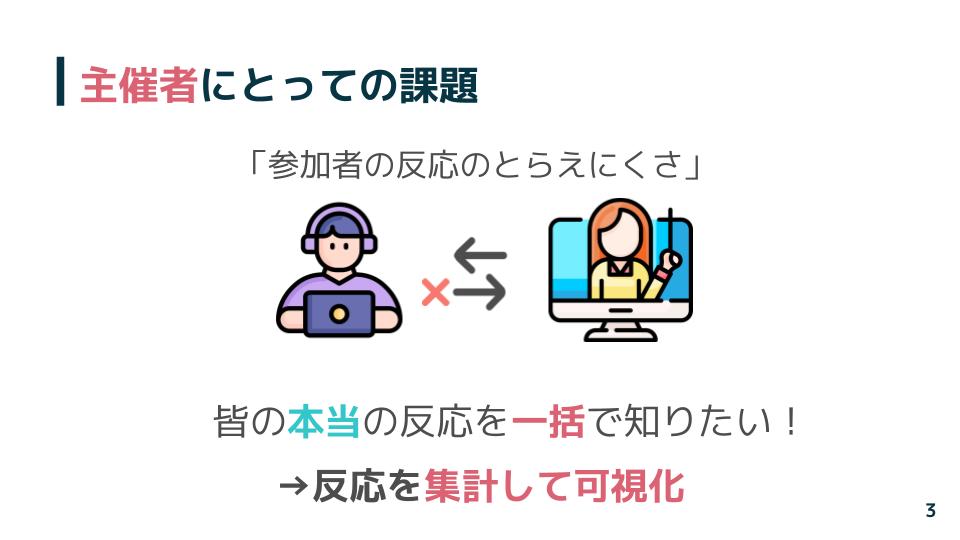 主催者にとっての課題
「参加者の反応のとらえにくさ」
皆の本当の反応を一括で知りたい！
→反応を集計して可視化
3